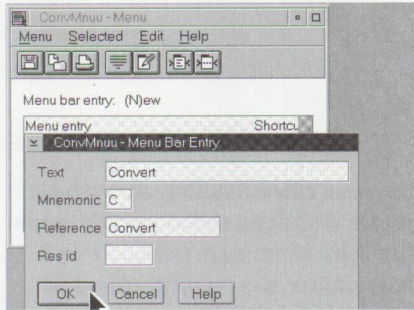 ConvMnuu - Menu
Menu Selected Edit Help
Menu bar entry: (N)ew
Menu entry Shortcu
ConvMnuu - Menu Bar Entry
Text Convert
Mnemonic C
Reference Convert
Res id
OK Cancel Help